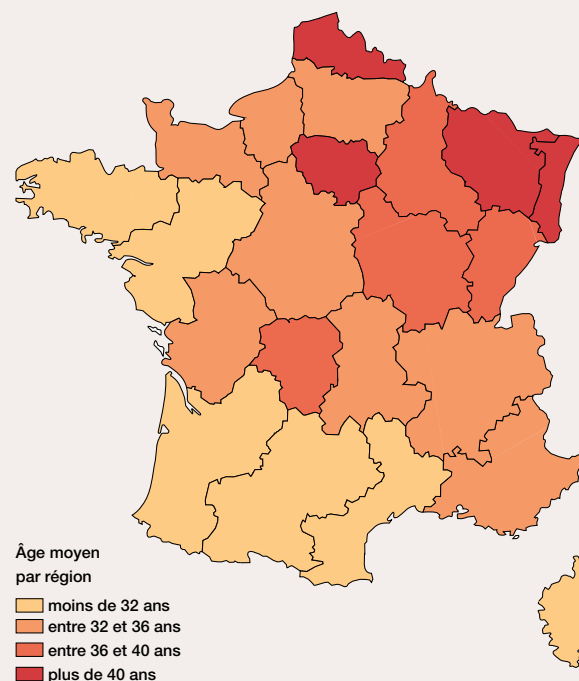 Âge moyen
par région
moins de 32 ans
entre 32 et 36 ans
entre 36 et 40 ans
plus de 40 ans